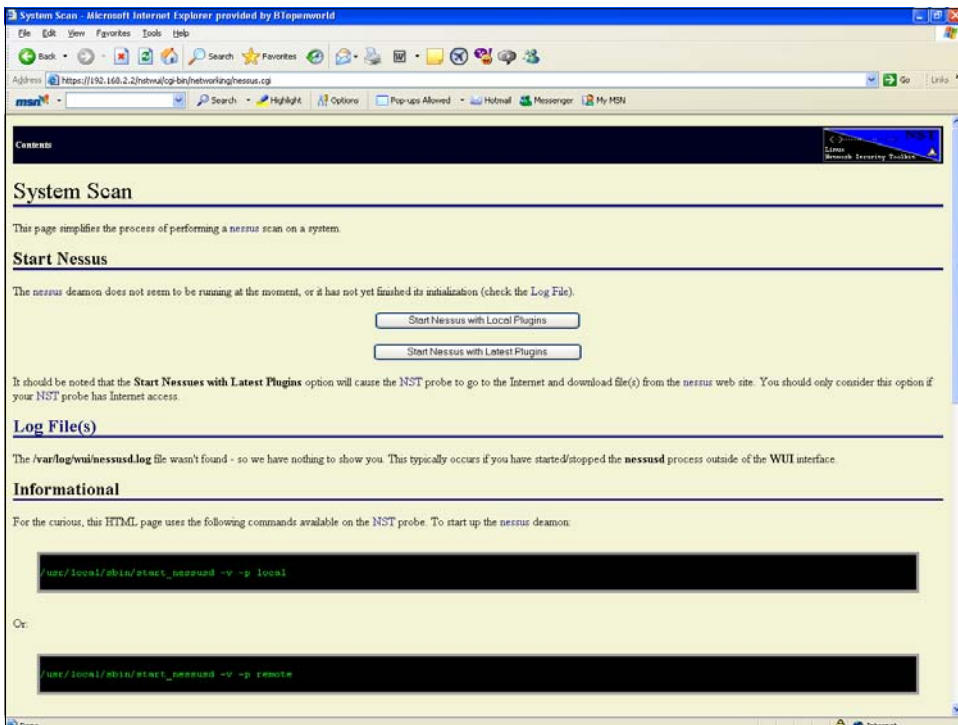 System Scan - Microsoft Internet Explorer provided by BTopenworld
File Edit View Favorites Tools Help
Back Search Favorites
Address https://192.168.2.2/nstwui/cgi-bin/networking/nessus.cgi Go Links
msn Search Highlight Options Pop-ups Allowed Hotmail Messenger My MSN
Contents
NST
Linux
Network Security Toolkit
System Scan
This page simplifies the process of performing a nessus scan on a system.
Start Nessus
The nessus deamon does not seem to be running at the moment, or it has not yet finished its initialization (check the Log File).
Start Nessus with Local Plugins
Start Nessus with Latest Plugins
It should be noted that the Start Nessues with Latest Plugins option will cause the NST probe to go to the Internet and download file(s) from the nessus web site. You should only consider this option if
your NST probe has Internet access.
Log File(s)
The /var/log/wui/nessusd.log file wasn't found - so we have nothing to show you. This typically occurs if you have started/stopped the nessusd process outside of the WUI interface.
Informational
For the curious, this HTML page uses the following commands available on the NST probe. To start up the nessus deamon:
/usr/local/sbin/start_nessusd -v -p local
Or:
/usr/local/sbin/start_nessusd -v -p remote